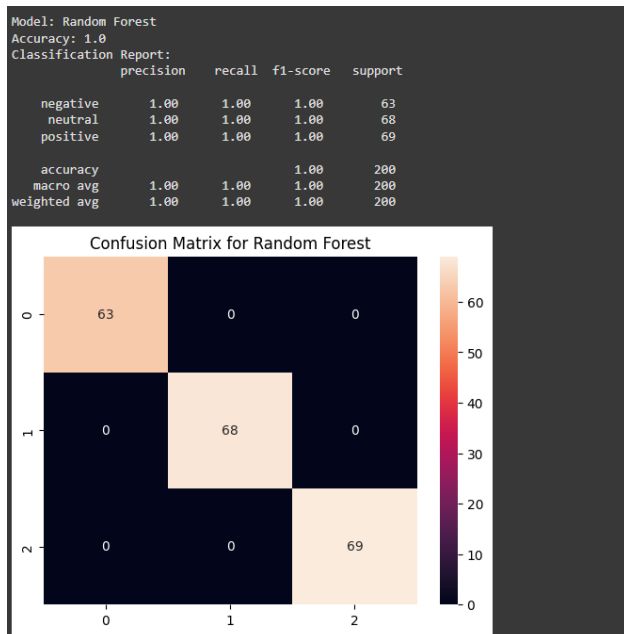 Model: Random Forest
Accuracy: 1.0
Classification Report:
precision recall f1-score support
negative 1.00 1.00 1.00 63
neutral 1.00 1.00 1.00 68
positive 1.00 1.00 1.00 69
accuracy 1.00 200
macro avg 1.00 1.00 1.00 200
weighted avg 1.00 1.00 1.00 200
Confusion Matrix for Random Forest
0 63 0 0
1 0 68 0
2 0 0 69
0 1 2
60
50
40
30
20
10
0